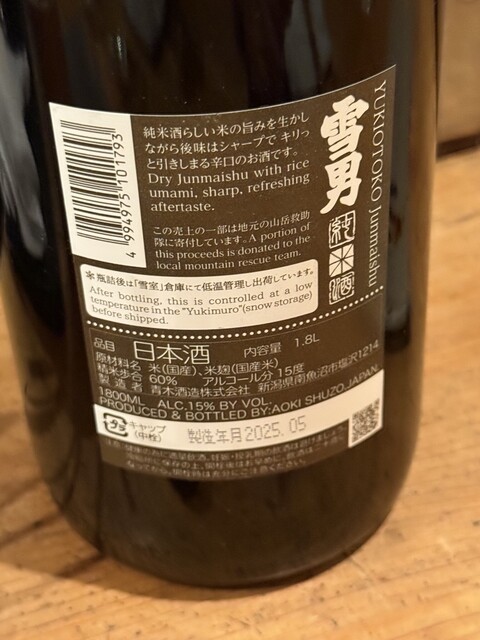 純米酒らしい米の旨みを生かし
ながら後味はシャープで キリっ
と引きしまる辛口のお酒です。
Dry Junmaishu with rice
umami, sharp, refreshing
aftertaste.
この売上の一部は地元の山岳救助
隊に寄付しています。A portion of
this proceeds is donated to the
local mountain rescue team.
雪男
純米酒
YUKIOTOKO Junmaishu
4 994975 101793
瓶詰後は「雪室」倉庫にて低温管理し出荷しています。
After bottling, this is controlled at a low
temperature in the "Yukimuro"(snow storage)
before shipped.
品目 日本酒 内容量 1.8L
原材料名 米(国産)、米麹(国産米)
精米歩合 60% アルコール分 15度
製造者 青木酒造株式会社 新潟県南魚沼市塩沢1214
1800ML ALC.15% BY VOL.
PRODUCED & BOTTLED BY:AOKI SHUZO,JAPAN.
プラ キャップ
(中栓)
製造年月2025.05